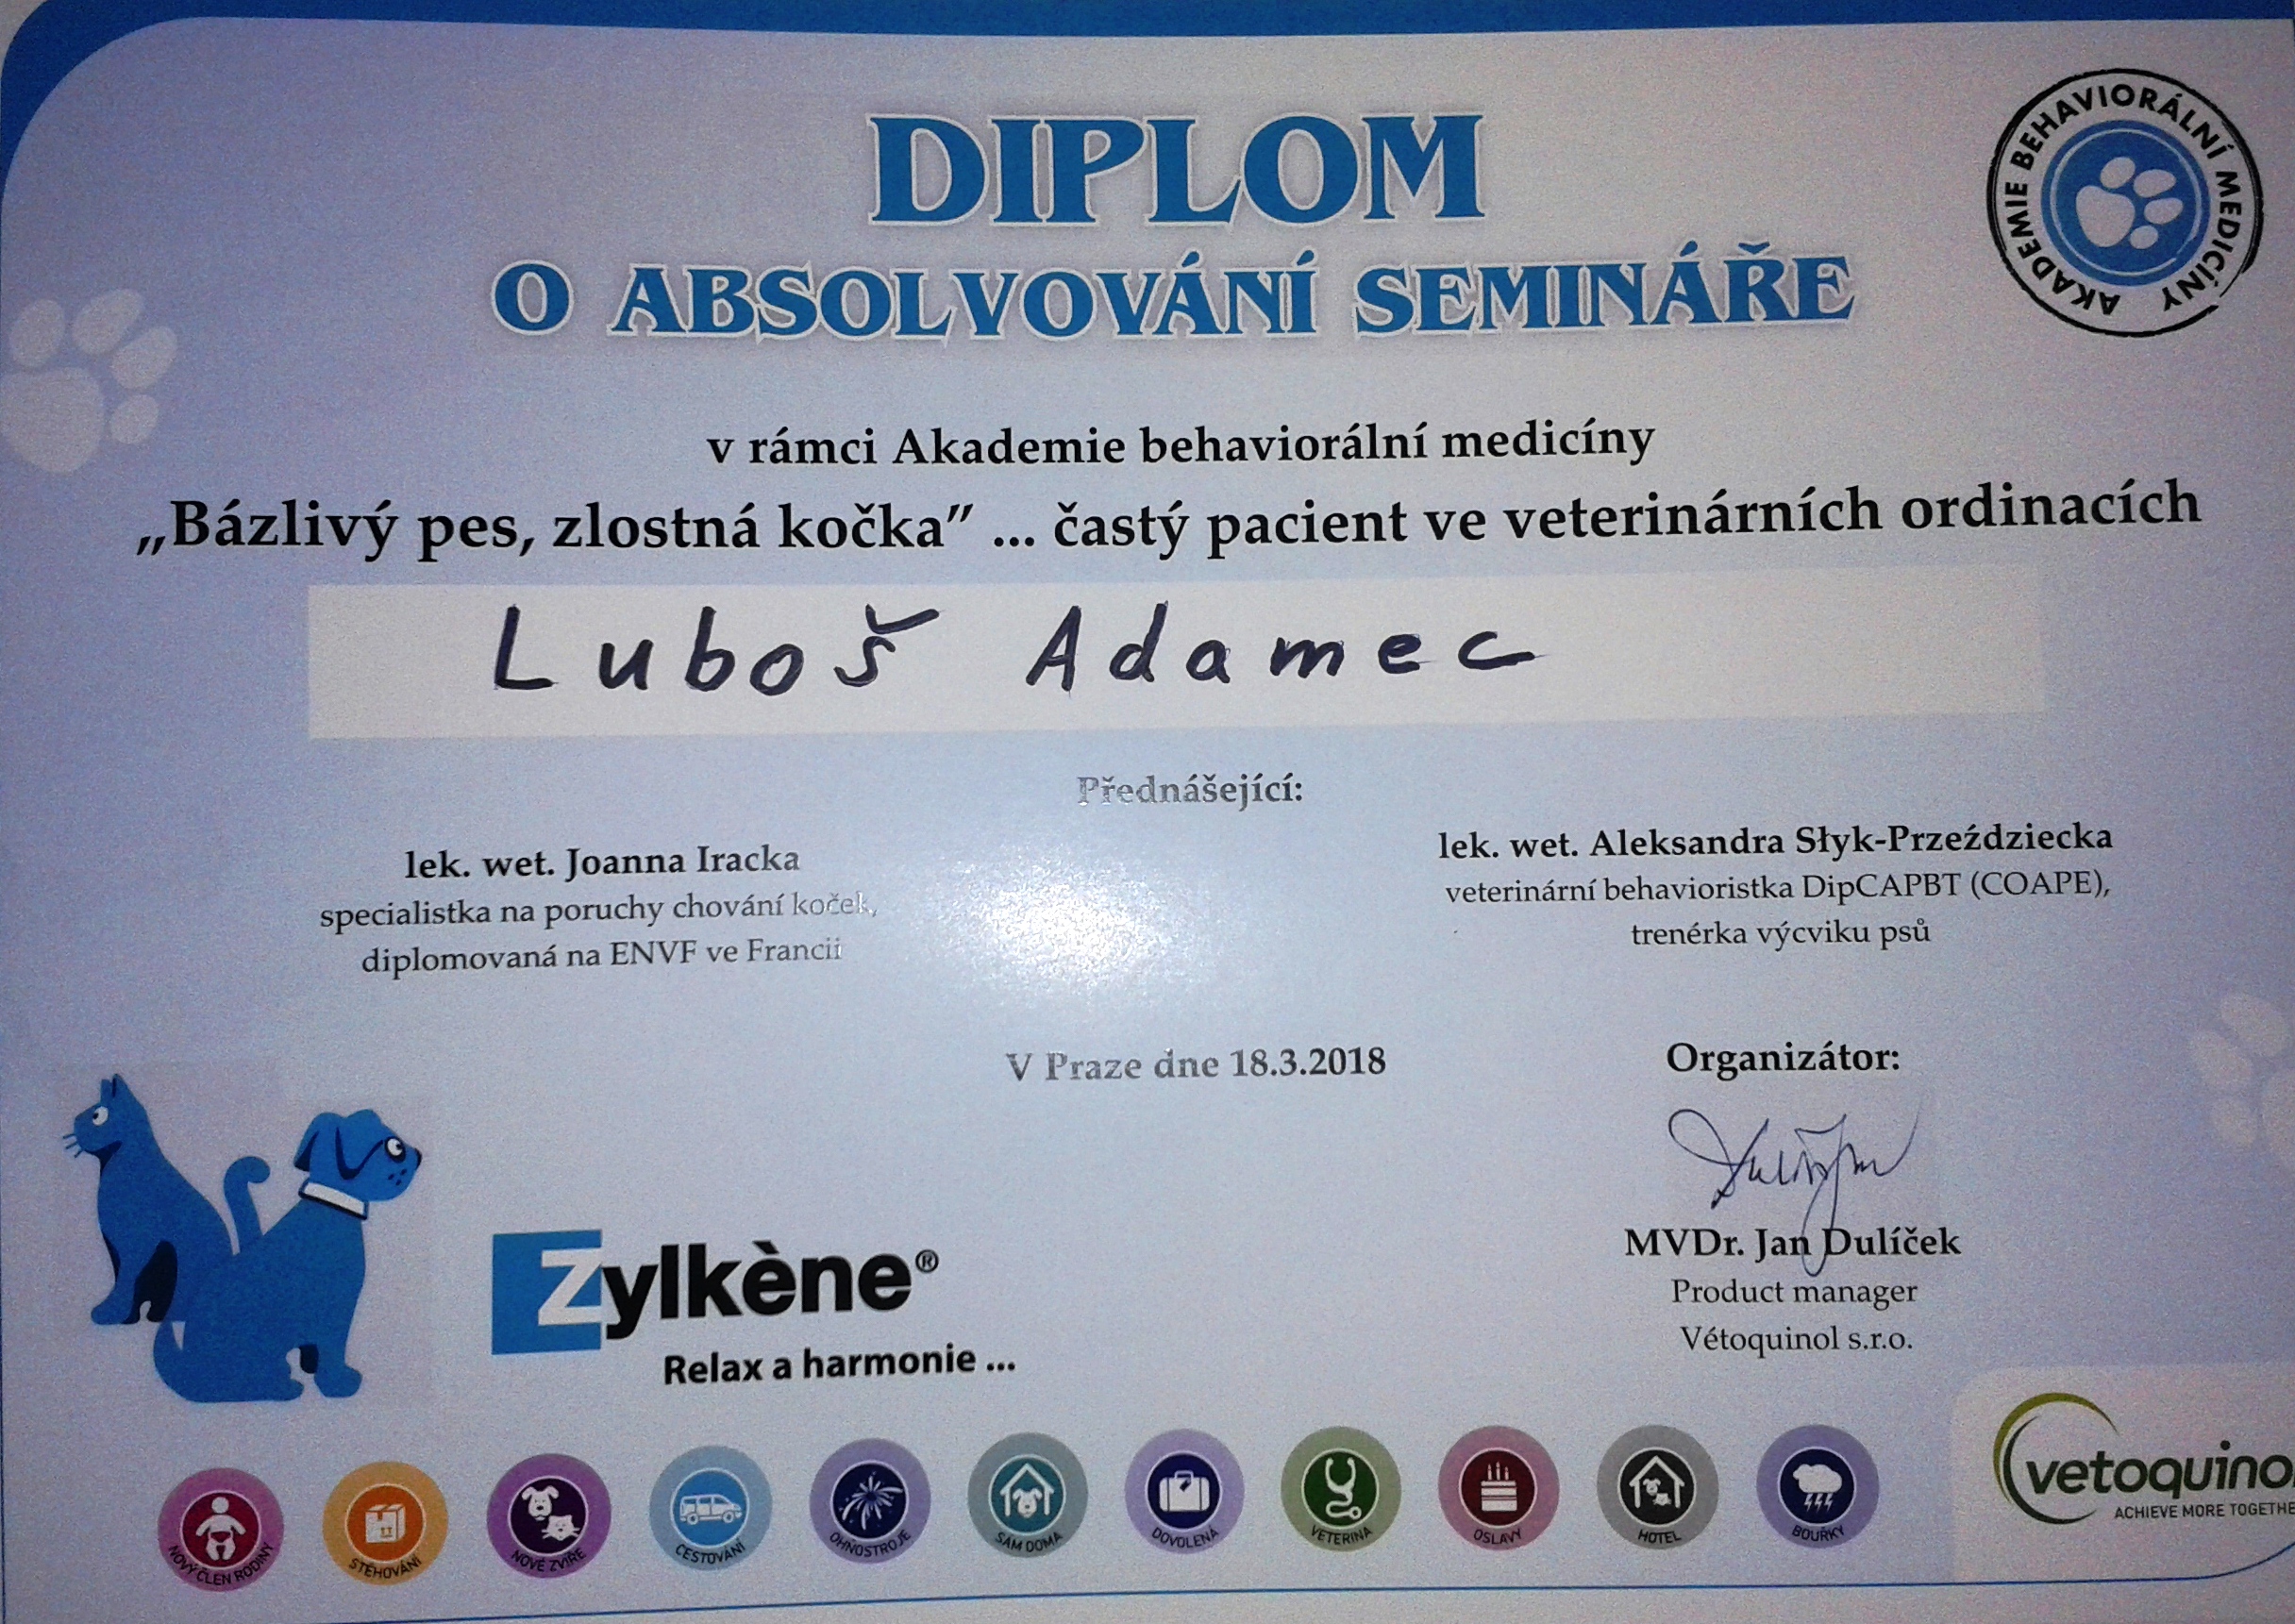 AKADEMIE BEHAVIORÁLNÍ MEDICÍNY
DIPLOM
O ABSOLVOVÁNÍ SEMINÁŘE
v rámci Akademie behaviorální medicíny
„Bázlivý pes, zlostná kočka” ... častý pacient ve veterinárních ordinacích
Luboš Adamec
Přednášející:
lek. wet. Joanna Iracka
specialistka na poruchy chování koček,
diplomovaná na ENVF ve Francii
lek. wet. Aleksandra Słyk-Przeździecka
veterinární behavioristka DipCAPBT (COAPE),
trenérka výcviku psů
V Praze dne 18.3.2018
Organizátor:
MVDr. Jan Dulíček
Product manager
Vétoquinol s.r.o.
Zylkène®
Relax a harmonie ...
NOVÝ ČLEN RODINY
STĚHOVÁNÍ
NOVÉ ZVÍŘE
CESTOVÁNÍ
OHŇOSTROJE
SÁM DOMA
DOVOLENÁ
VETERINA
OSLAVY
HOTEL
BOUŘKY
vetoquino
ACHIEVE MORE TOGETHE